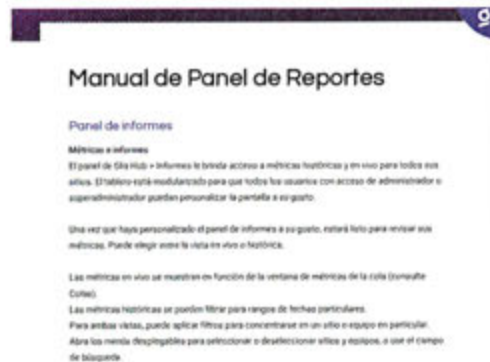 Manual de Panel de Reportes
Panel de informes
Métricas e informes
El panel de Glia Hub > Informes le brinda acceso a métricas históricas y en vivo para todos sus
sitios. El tablero está modularizado para que todos los usuarios con acceso de administrador o
superadministrador puedan personalizar la pantalla a su gusto.
Una vez que haya personalizado el panel de informes a su gusto, estará listo para revisar sus
métricas. Puede elegir entre la vista en vivo o histórica.
Las métricas en vivo se muestran en función de la ventana de métricas de la cola (consulte
Colas).
Las métricas históricas se pueden filtrar para rangos de fechas particulares.
Para ambas vistas, puede aplicar filtros para concentrarse en un sitio o equipo en particular.
Abra los menús desplegables para seleccionar o deseleccionar sitios y equipos, o use el campo
de búsqueda.